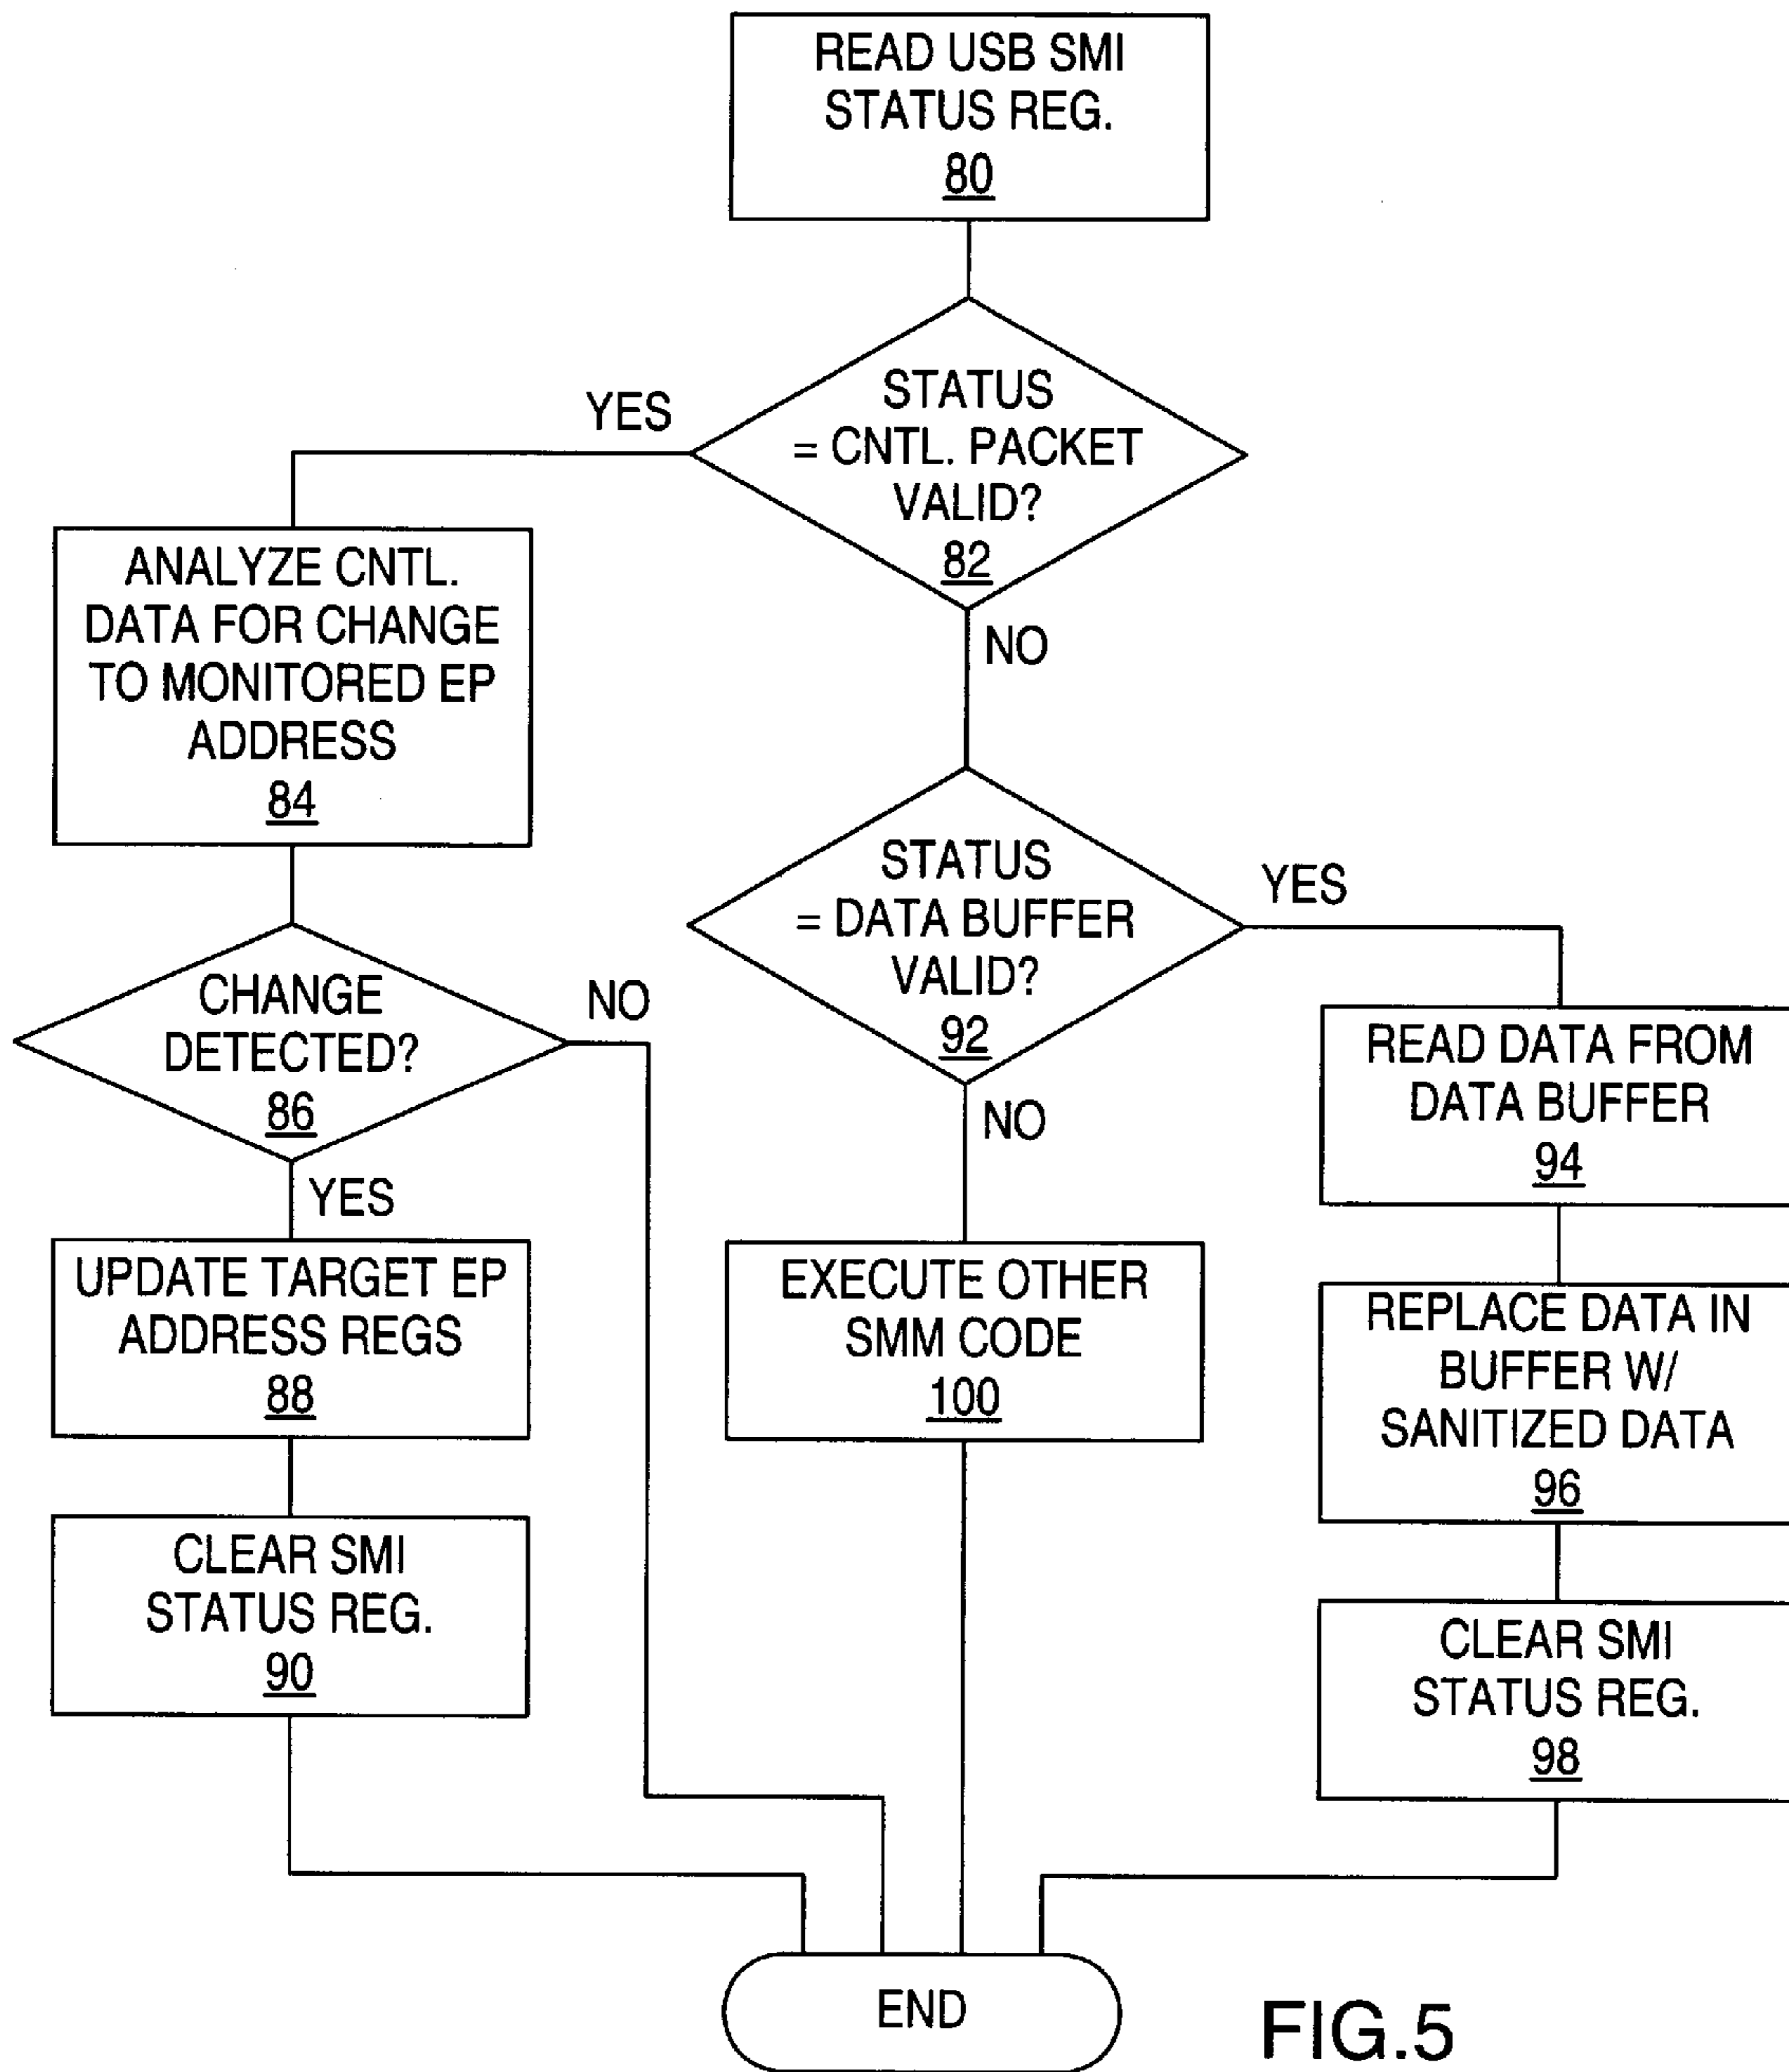 READ USB SMI
STATUS REG.
80
STATUS
= CNTL. PACKET
VALID?
82
YES
NO
ANALYZE CNTL.
DATA FOR CHANGE
TO MONITORED EP
ADDRESS
84
CHANGE
DETECTED?
86
NO
YES
UPDATE TARGET EP
ADDRESS REGS
88
CLEAR SMI
STATUS REG.
90
STATUS
= DATA BUFFER
VALID?
92
YES
NO
EXECUTE OTHER
SMM CODE
100
READ DATA FROM
DATA BUFFER
94
REPLACE DATA IN
BUFFER W/
SANITIZED DATA
96
CLEAR SMI
STATUS REG.
98
END
FIG.5